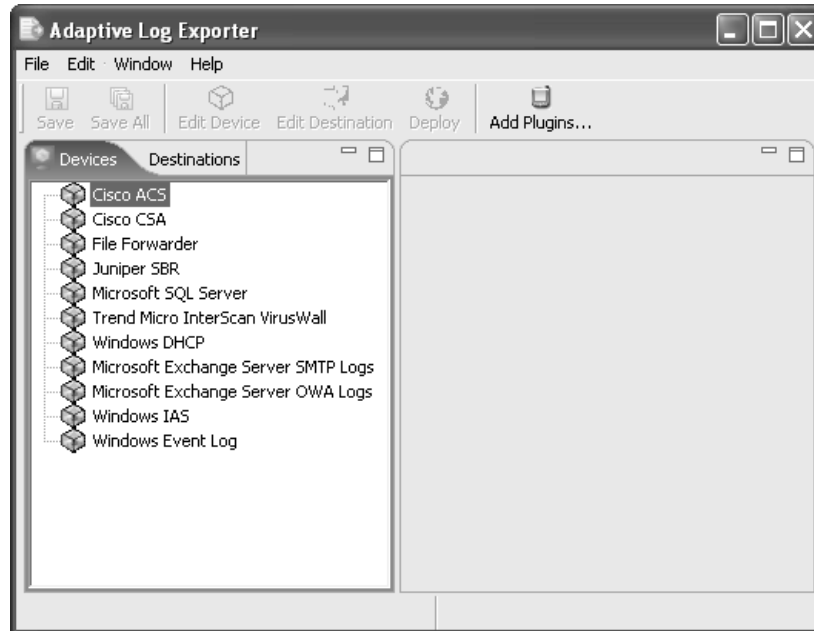 Adaptive Log Exporter
File Edit Window Help
Save Save All Edit Device Edit Destination Deploy Add Plugins...
Devices Destinations
Cisco ACS
Cisco CSA
File Forwarder
Juniper SBR
Microsoft SQL Server
Trend Micro InterScan VirusWall
Windows DHCP
Microsoft Exchange Server SMTP Logs
Microsoft Exchange Server OWA Logs
Windows IAS
Windows Event Log